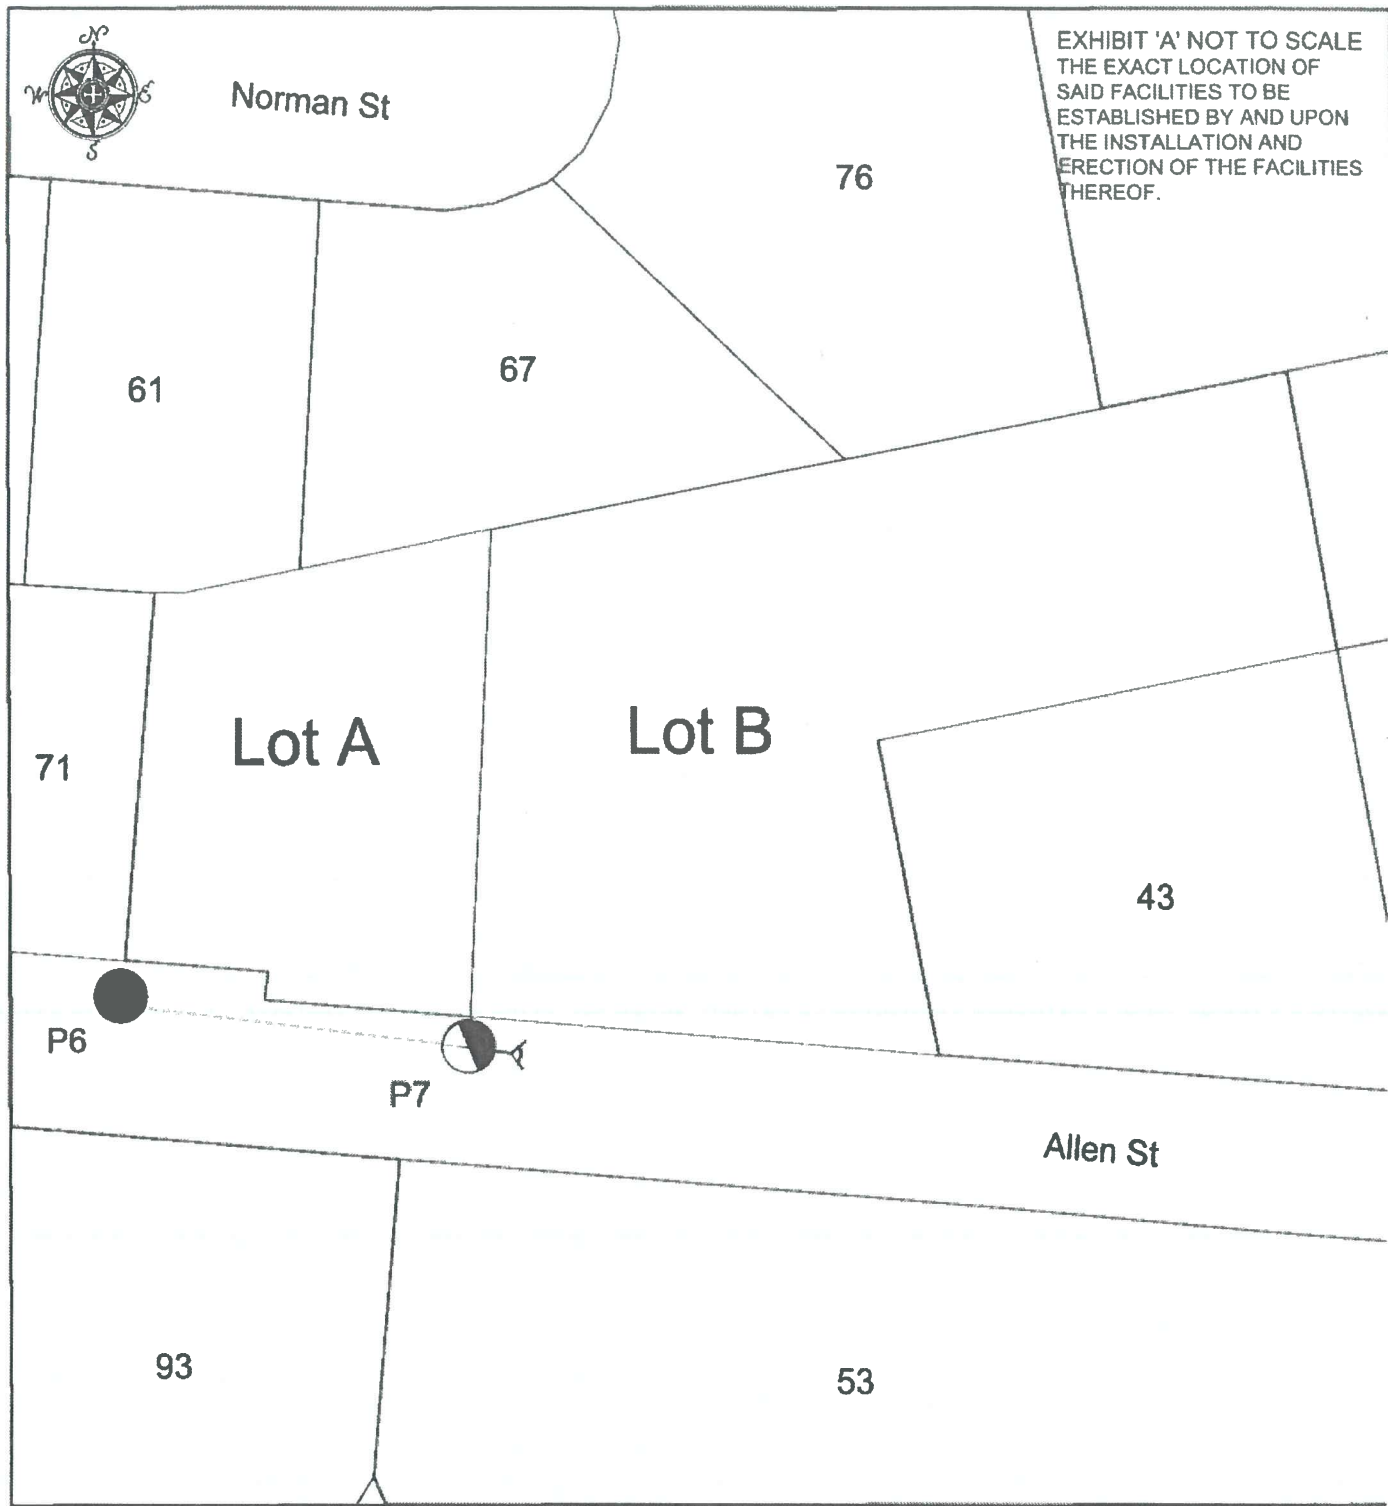 N
W
E
S
Norman St
EXHIBIT 'A' NOT TO SCALE
THE EXACT LOCATION OF
SAID FACILITIES TO BE
ESTABLISHED BY AND UPON
THE INSTALLATION AND
ERECTION OF THE FACILITIES
THEREOF.
76
61
67
71
Lot A
Lot B
43
P6
P7
Allen St
93
53